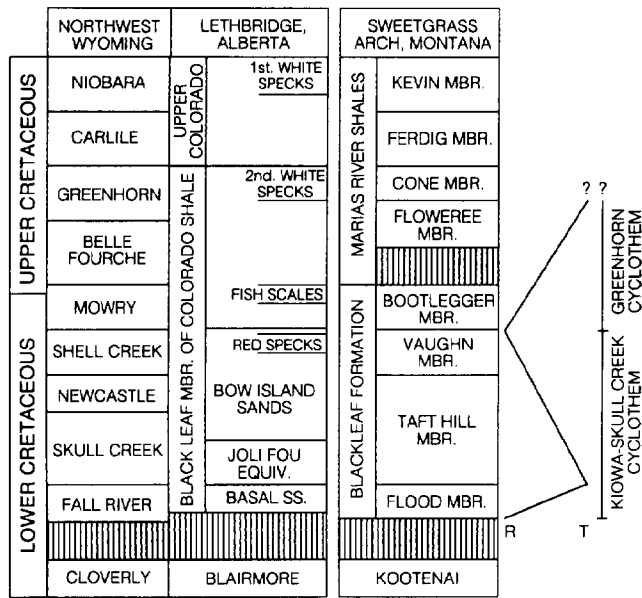 NORTHWEST
WYOMING
LETHBRIDGE,
ALBERTA
SWEETGRASS
ARCH, MONTANA
UPPER CRETACEOUS
LOWER CRETACEOUS
NIOBARA
CARLILE
GREENHORN
BELLE
FOURCHE
MOWRY
SHELL CREEK
NEWCASTLE
SKULL CREEK
FALL RIVER
CLOVERLY
UPPER
COLORADO
BLACK LEAF MBR. OF COLORADO SHALE
1st. WHITE
SPECKS
2nd. WHITE
SPECKS
FISH SCALES
RED SPECKS
BOW ISLAND
SANDS
JOLI FOU
EQUIV.
BASAL SS.
BLAIRMORE
MARIAS RIVER SHALES
BLACKLEAF FORMATION
KEVIN MBR.
FERDIG MBR.
CONE MBR.
FLOWEREE
MBR.
BOOTLEGGER
MBR.
VAUGHN
MBR.
TAFT HILL
MBR.
FLOOD MBR.
KOOTENAI
? ?
R T
GREENHORN
CYCLOTHEM
KIOWA-SKULL CREEK
CYCLOTHEM